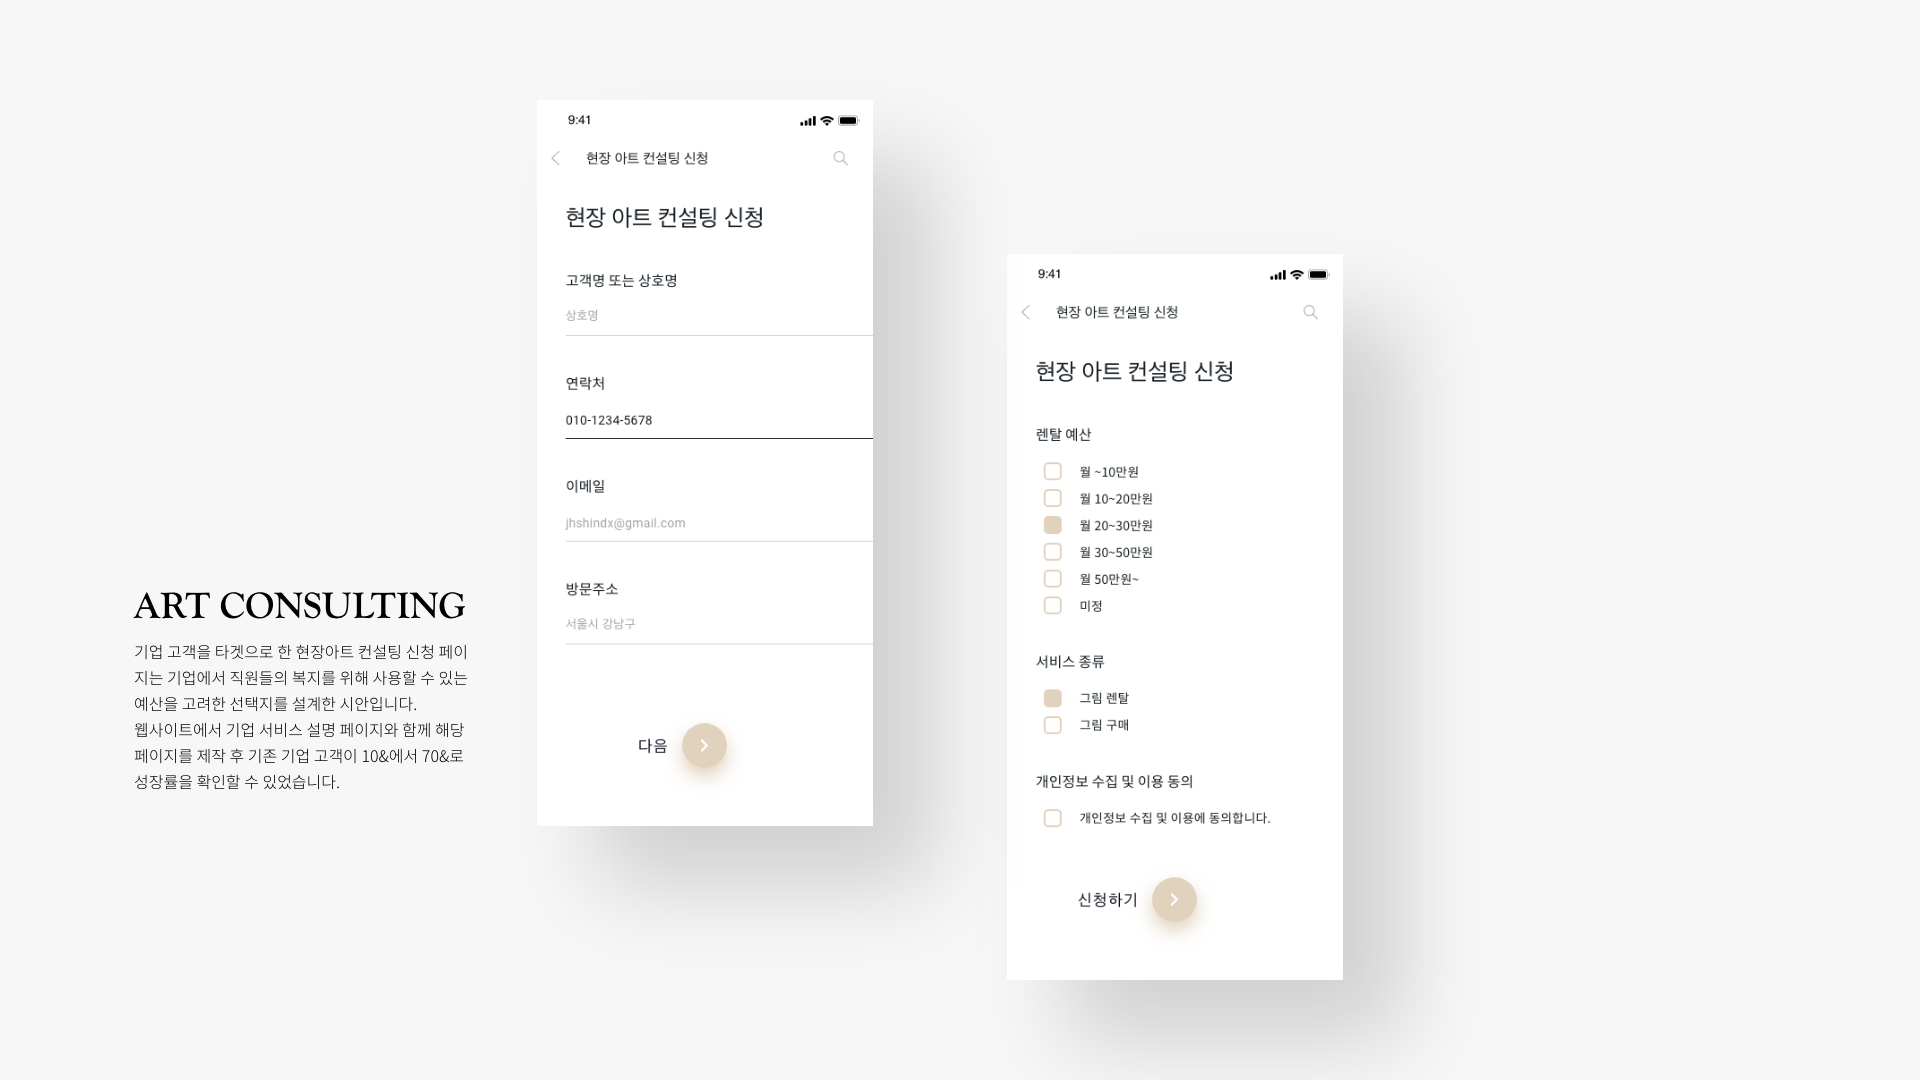 ART CONSULTING
기업 고객을 타겟으로 한 현장아트 컨설팅 신청 페이
지는 기업에서 직원들의 복지를 위해 사용할 수 있는
예산을 고려한 선택지를 설계한 시안입니다.
웹사이트에서 기업 서비스 설명 페이지와 함께 해당
페이지를 제작 후 기존 기업 고객이 10&에서 70&로
성장률을 확인할 수 있었습니다.
9:41
현장 아트 컨설팅 신청
현장 아트 컨설팅 신청
고객명 또는 상호명
상호명
연락처
010-1234-5678
이메일
jhshindx@gmail.com
방문주소
서울시 강남구
다음
9:41
현장 아트 컨설팅 신청
현장 아트 컨설팅 신청
렌탈 예산
월 ~10만원
월 10~20만원
월 20~30만원
월 30~50만원
월 50만원~
미정
서비스 종류
그림 렌탈
그림 구매
개인정보 수집 및 이용 동의
개인정보 수집 및 이용에 동의합니다.
신청하기